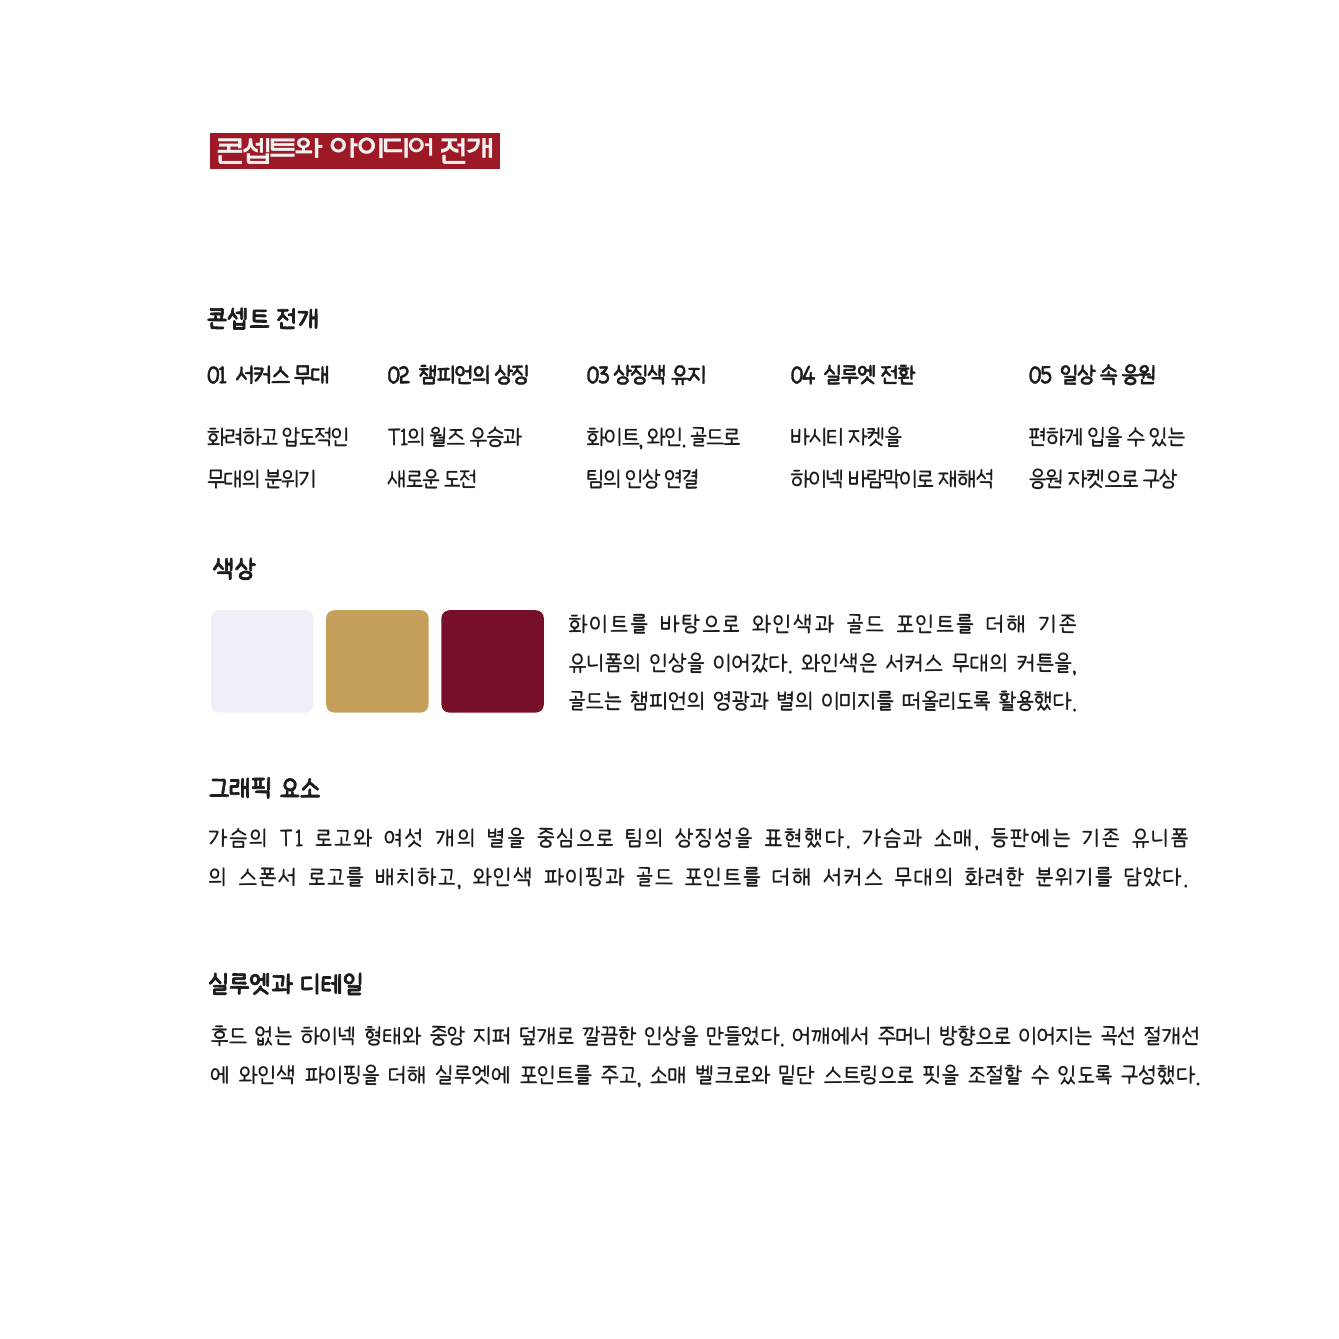 콘셉트와 아이디어 전개
콘셉트 전개
01 서커스 무대
화려하고 압도적인
무대의 분위기
02 챔피언의 상징
T1의 월즈 우승과
새로운 도전
03 상징색 유지
화이트, 와인. 골드로
팀의 인상 연결
04 실루엣 전환
바시티 자켓을
하이넥 바람막이로 재해석
05 일상 속 응원
편하게 입을 수 있는
응원 자켓으로 구상
색상
화이트를 바탕으로 와인색과 골드 포인트를 더해 기존
유니폼의 인상을 이어갔다. 와인색은 서커스 무대의 커튼을,
골드는 챔피언의 영광과 별의 이미지를 떠올리도록 활용했다.
그래픽 요소
가슴의 T1 로고와 여섯 개의 별을 중심으로 팀의 상징성을 표현했다. 가슴과 소매, 등판에는 기존 유니폼
의 스폰서 로고를 배치하고, 와인색 파이핑과 골드 포인트를 더해 서커스 무대의 화려한 분위기를 담았다.
실루엣과 디테일
후드 없는 하이넥 형태와 중앙 지퍼 덮개로 깔끔한 인상을 만들었다. 어깨에서 주머니 방향으로 이어지는 곡선 절개선
에 와인색 파이핑을 더해 실루엣에 포인트를 주고, 소매 벨크로와 밑단 스트링으로 핏을 조절할 수 있도록 구성했다.